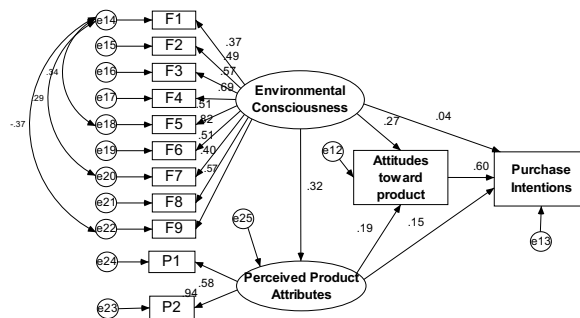 e14 F1
e15 F2
e16 F3
e17 F4
e18 F5
e19 F6
e20 F7
e21 F8
e22 F9
e24 P1
e23 P2
.34
.29
-.37
.37
.49
.57
.69
.51
.82
.51
.40
.57
Environmental
Consciousness
.04
.27
e12
Attitudes
toward
product
.60
Purchase
Intentions
e13
.32
.19
.15
e25
Perceived Product
Attributes
.58
.94